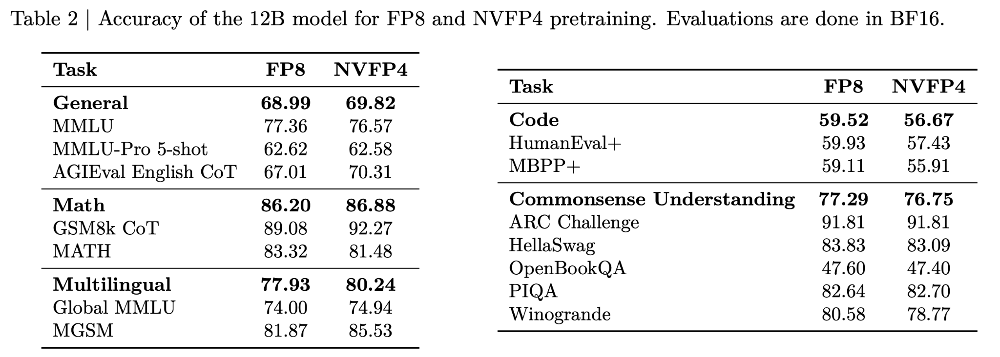 Table 2 | Accuracy of the 12B model for FP8 and NVFP4 pretraining. Evaluations are done in BF16.
Task FP8 NVFP4
General 68.99 69.82
MMLU 77.36 76.57
MMLU-Pro 5-shot 62.62 62.58
AGIEval English CoT 67.01 70.31
Math 86.20 86.88
GSM8k CoT 89.08 92.27
MATH 83.32 81.48
Multilingual 77.93 80.24
Global MMLU 74.00 74.94
MGSM 81.87 85.53
Task FP8 NVFP4
Code 59.52 56.67
HumanEval+ 59.93 57.43
MBPP+ 59.11 55.91
Commonsense Understanding 77.29 76.75
ARC Challenge 91.81 91.81
HellaSwag 83.83 83.09
OpenBookQA 47.60 47.40
PIQA 82.64 82.70
Winogrande 80.58 78.77